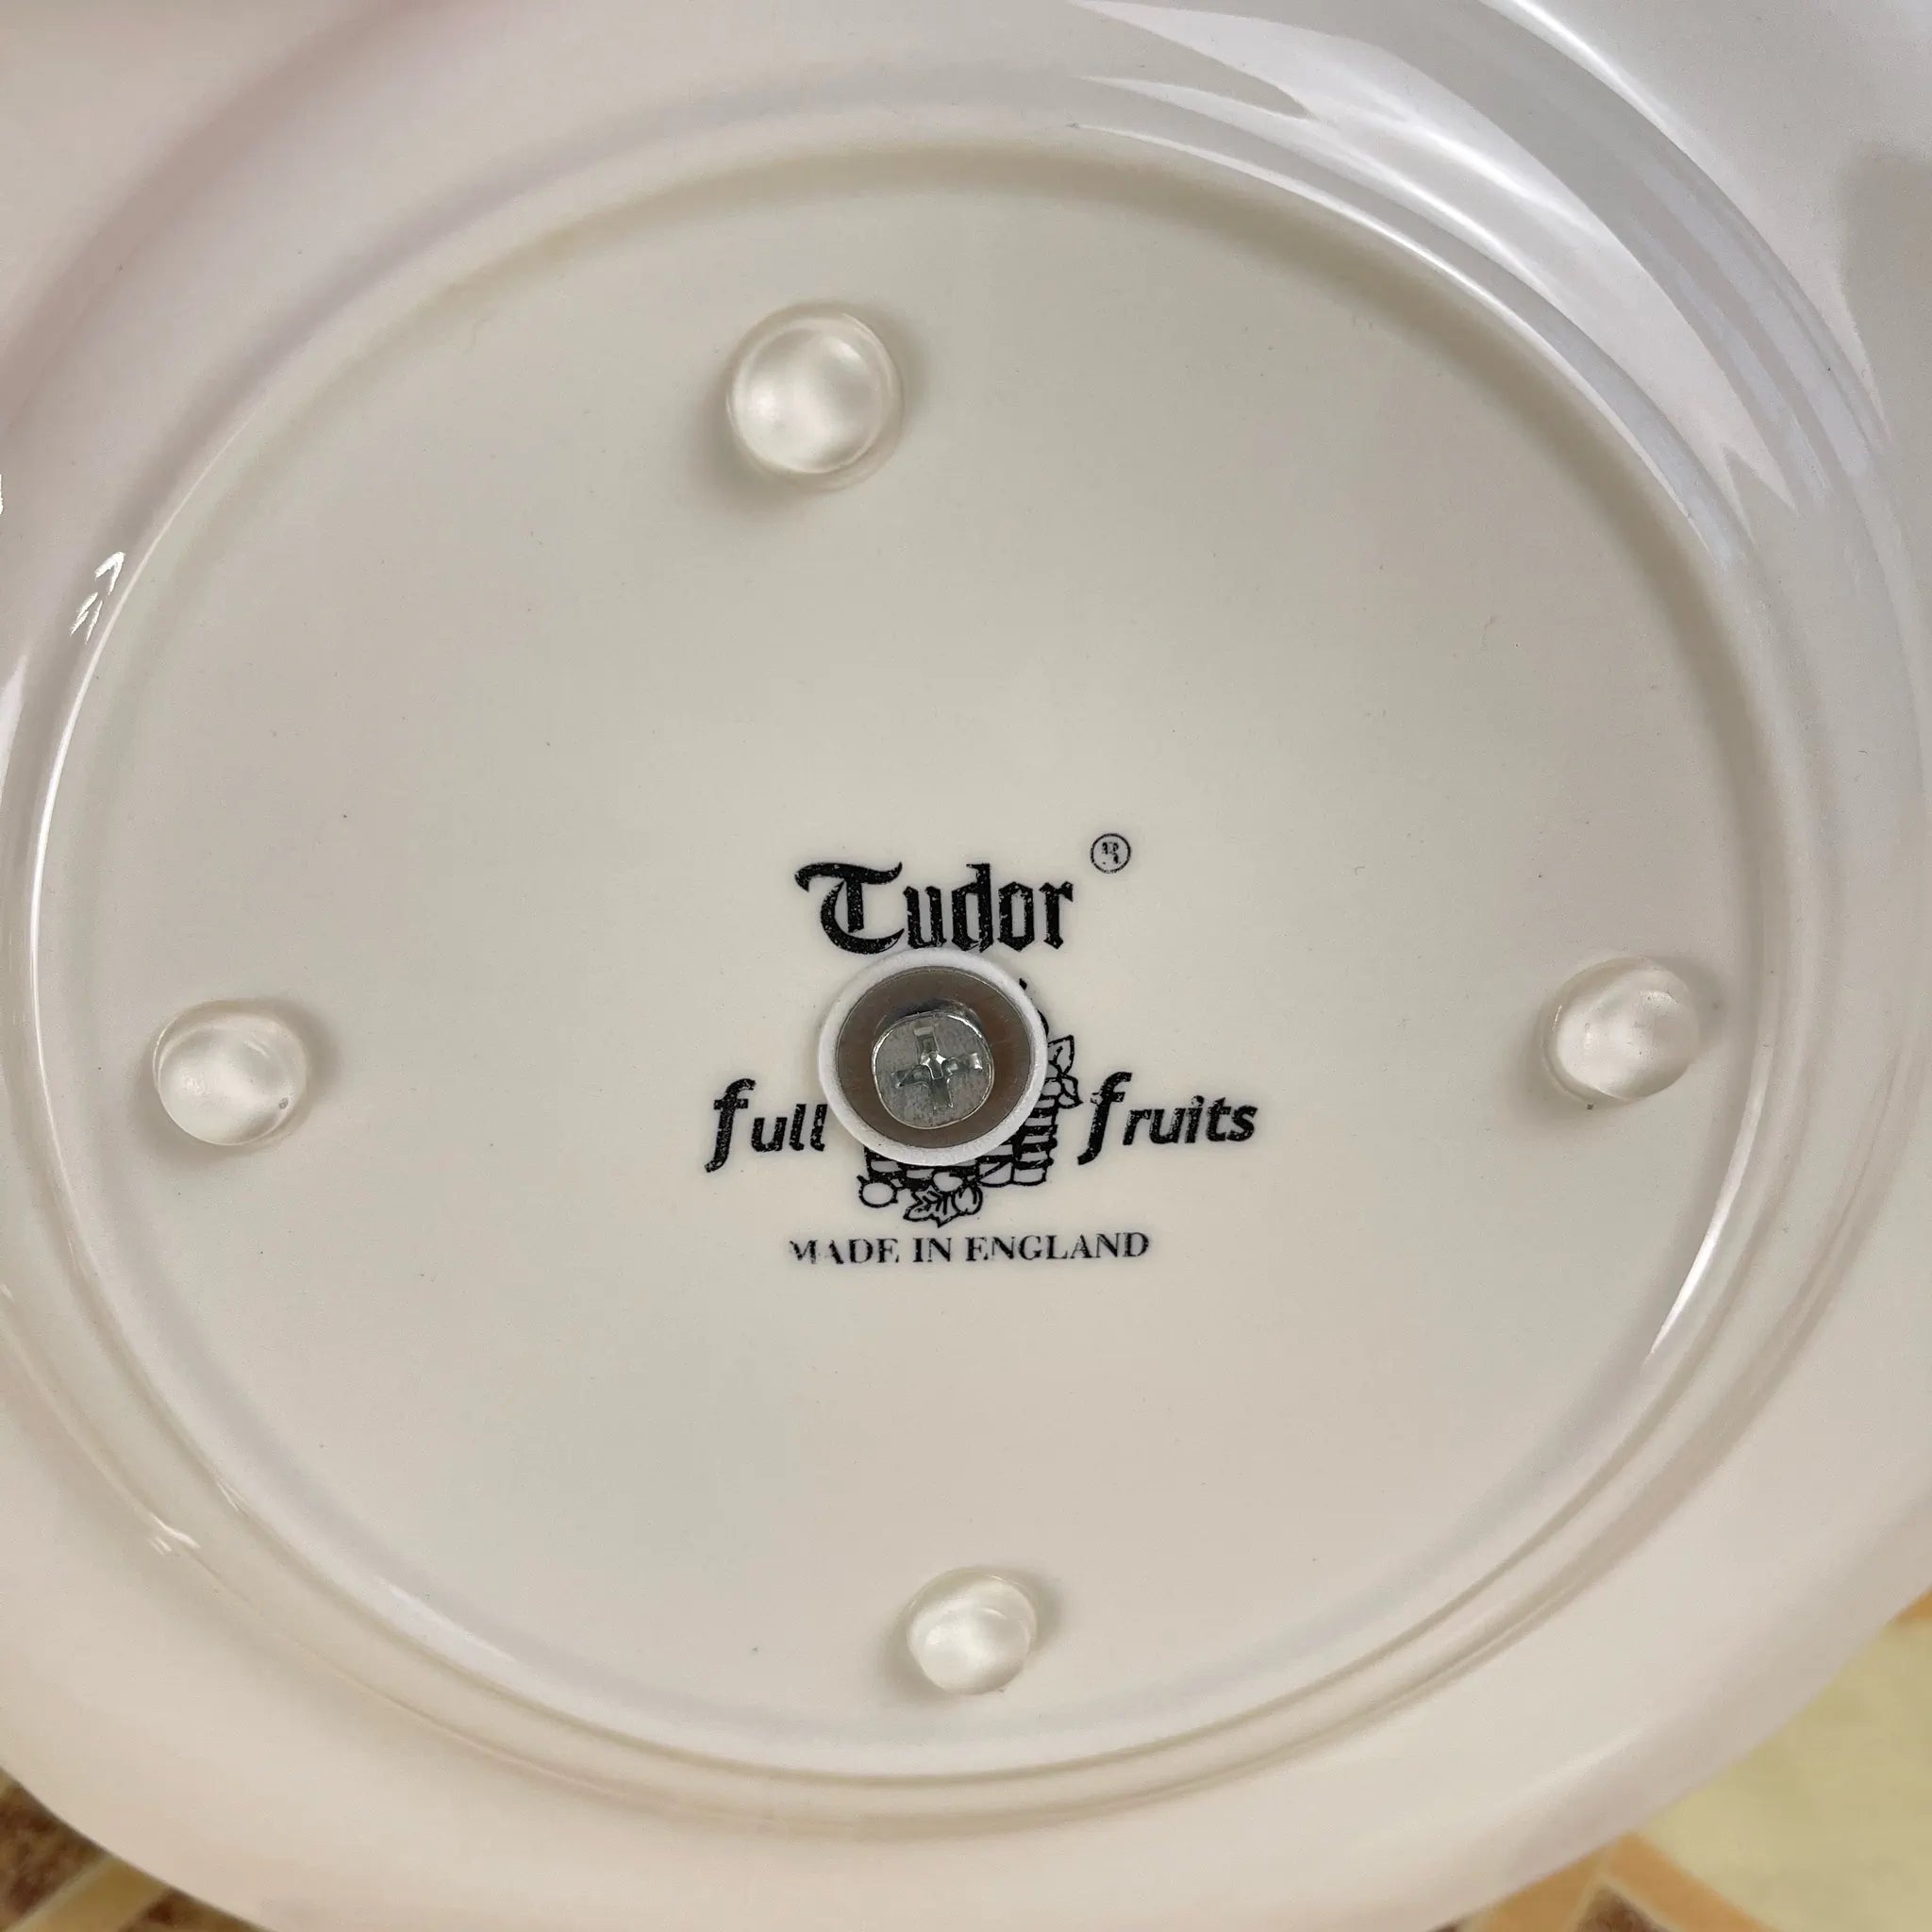 Tudor ®
full fruits
MADE IN ENGLAND